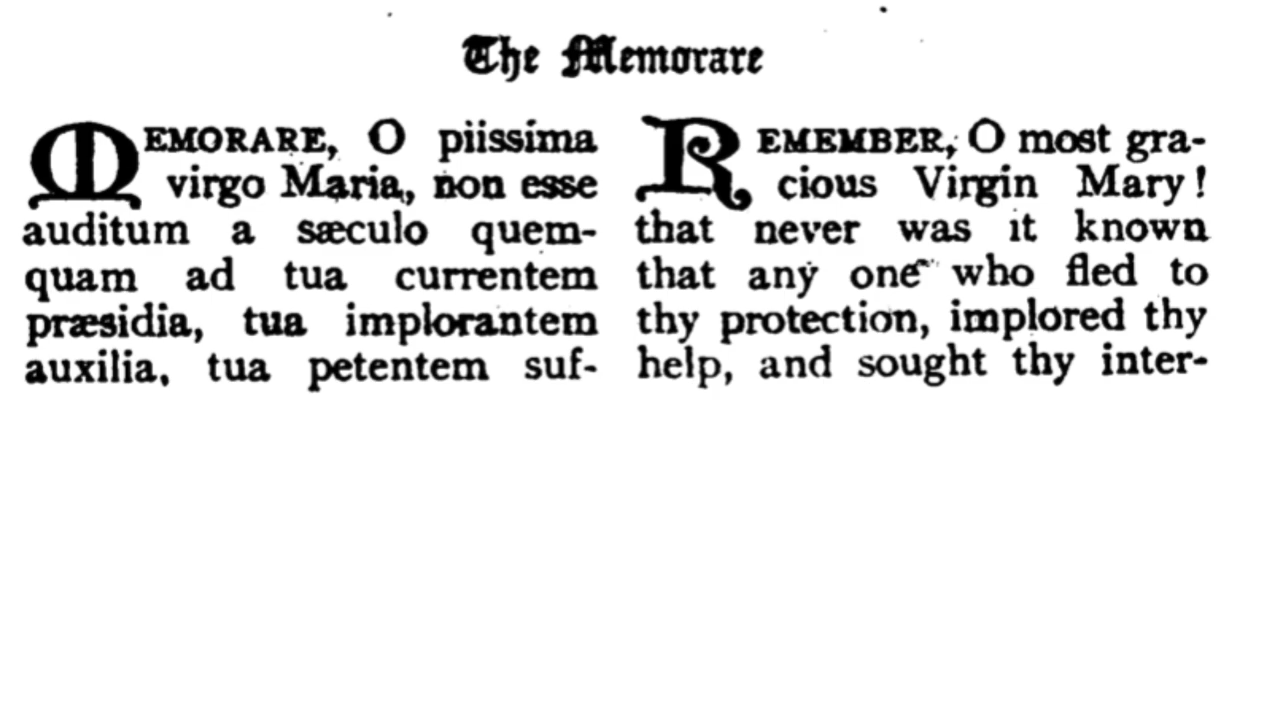 The Memorare
MEMORARE, O piissima
virgo Maria, non esse
auditum a sæculo quem-
quam ad tua currentem
præsidia, tua implorantem
auxilia, tua petentem suf-
REMEMBER, O most gra-
cious Virgin Mary!
that never was it known
that any one who fled to
thy protection, implored thy
help, and sought thy inter-